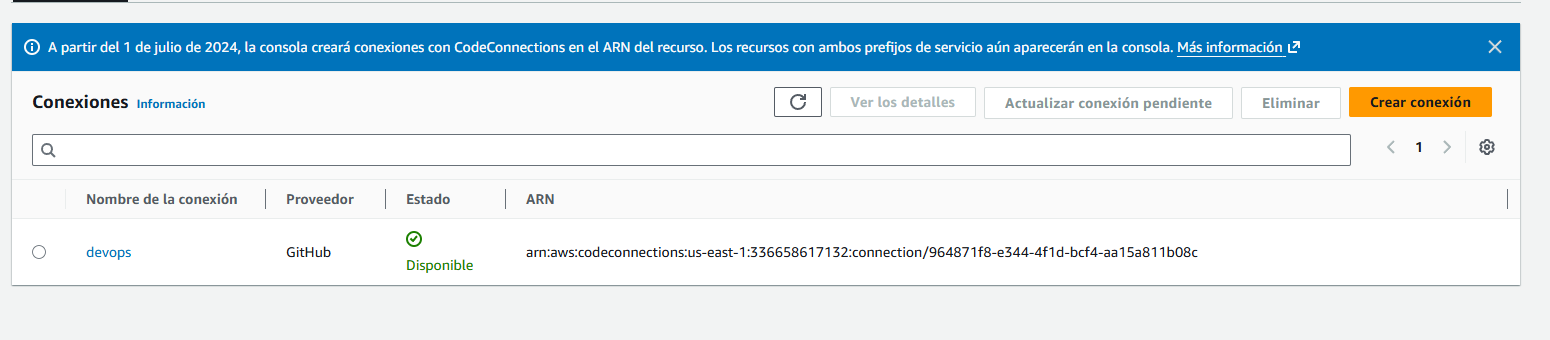 A partir del 1 de julio de 2024, la consola creará conexiones con CodeConnections en el ARN del recurso. Los recursos con ambos prefijos de servicio aún aparecerán en la consola. Más información
Conexiones Información Ver los detalles Actualizar conexión pendiente Eliminar Crear conexión
1
Nombre de la conexión Proveedor Estado ARN
devops GitHub Disponible arn:aws:codeconnections:us-east-1:336658617132:connection/964871f8-e344-4f1d-bcf4-aa15a811b08c